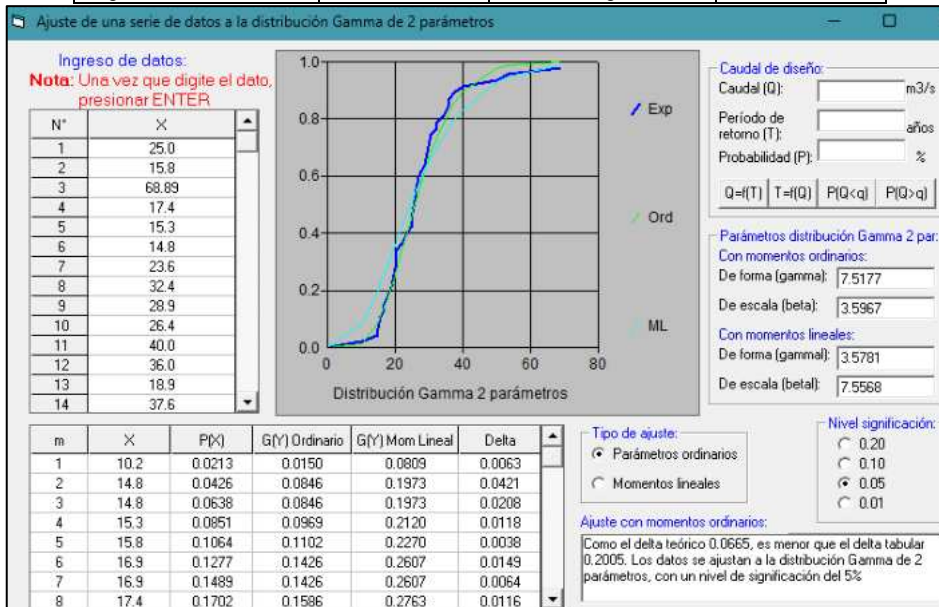 Ajuste de una serie de datos a la distribución Gamma de 2 parámetros
Ingreso de datos:
Nota: Una vez que digite el dato,
presionar ENTER
N° X
1 25.0
2 15.8
3 68.89
4 17.4
5 15.3
6 14.8
7 23.6
8 32.4
9 28.9
10 26.4
11 40.0
12 36.0
13 18.9
14 37.6
1.0
0.8
0.6
0.4
0.2
0.0
0 20 40 60 80
Distribución Gamma 2 parámetros
Exp
Ord
ML
Caudal de diseño:
Caudal (Q): m3/s
Período de
retorno (T): años
Probabilidad (P): %
Q=f(T) T=f(Q) P(Q<q) P(Q>q)
Parámetros distribución Gamma 2 par:
Con momentos ordinarios:
De forma (gamma): 7.5177
De escala (beta): 3.5967
Con momentos lineales:
De forma (gammal): 3.5781
De escala (betal): 7.5568
m X P(X) G(Y) Ordinario G(Y) Mom Lineal Delta
1 10.2 0.0213 0.0150 0.0809 0.0063
2 14.8 0.0426 0.0846 0.1973 0.0421
3 14.8 0.0638 0.0846 0.1973 0.0208
4 15.3 0.0851 0.0969 0.2120 0.0118
5 15.8 0.1064 0.1102 0.2270 0.0038
6 16.9 0.1277 0.1426 0.2607 0.0149
7 16.9 0.1489 0.1426 0.2607 0.0064
8 17.4 0.1702 0.1586 0.2763 0.0116
Tipo de ajuste:
Parámetros ordinarios
Momentos lineales
Nivel significación:
0.20
0.10
0.05
0.01
Ajuste con momentos ordinarios:
Como el delta teórico 0.0665, es menor que el delta tabular
0.2005. Los datos se ajustan a la distribución Gamma de 2
parámetros, con un nivel de significación del 5%